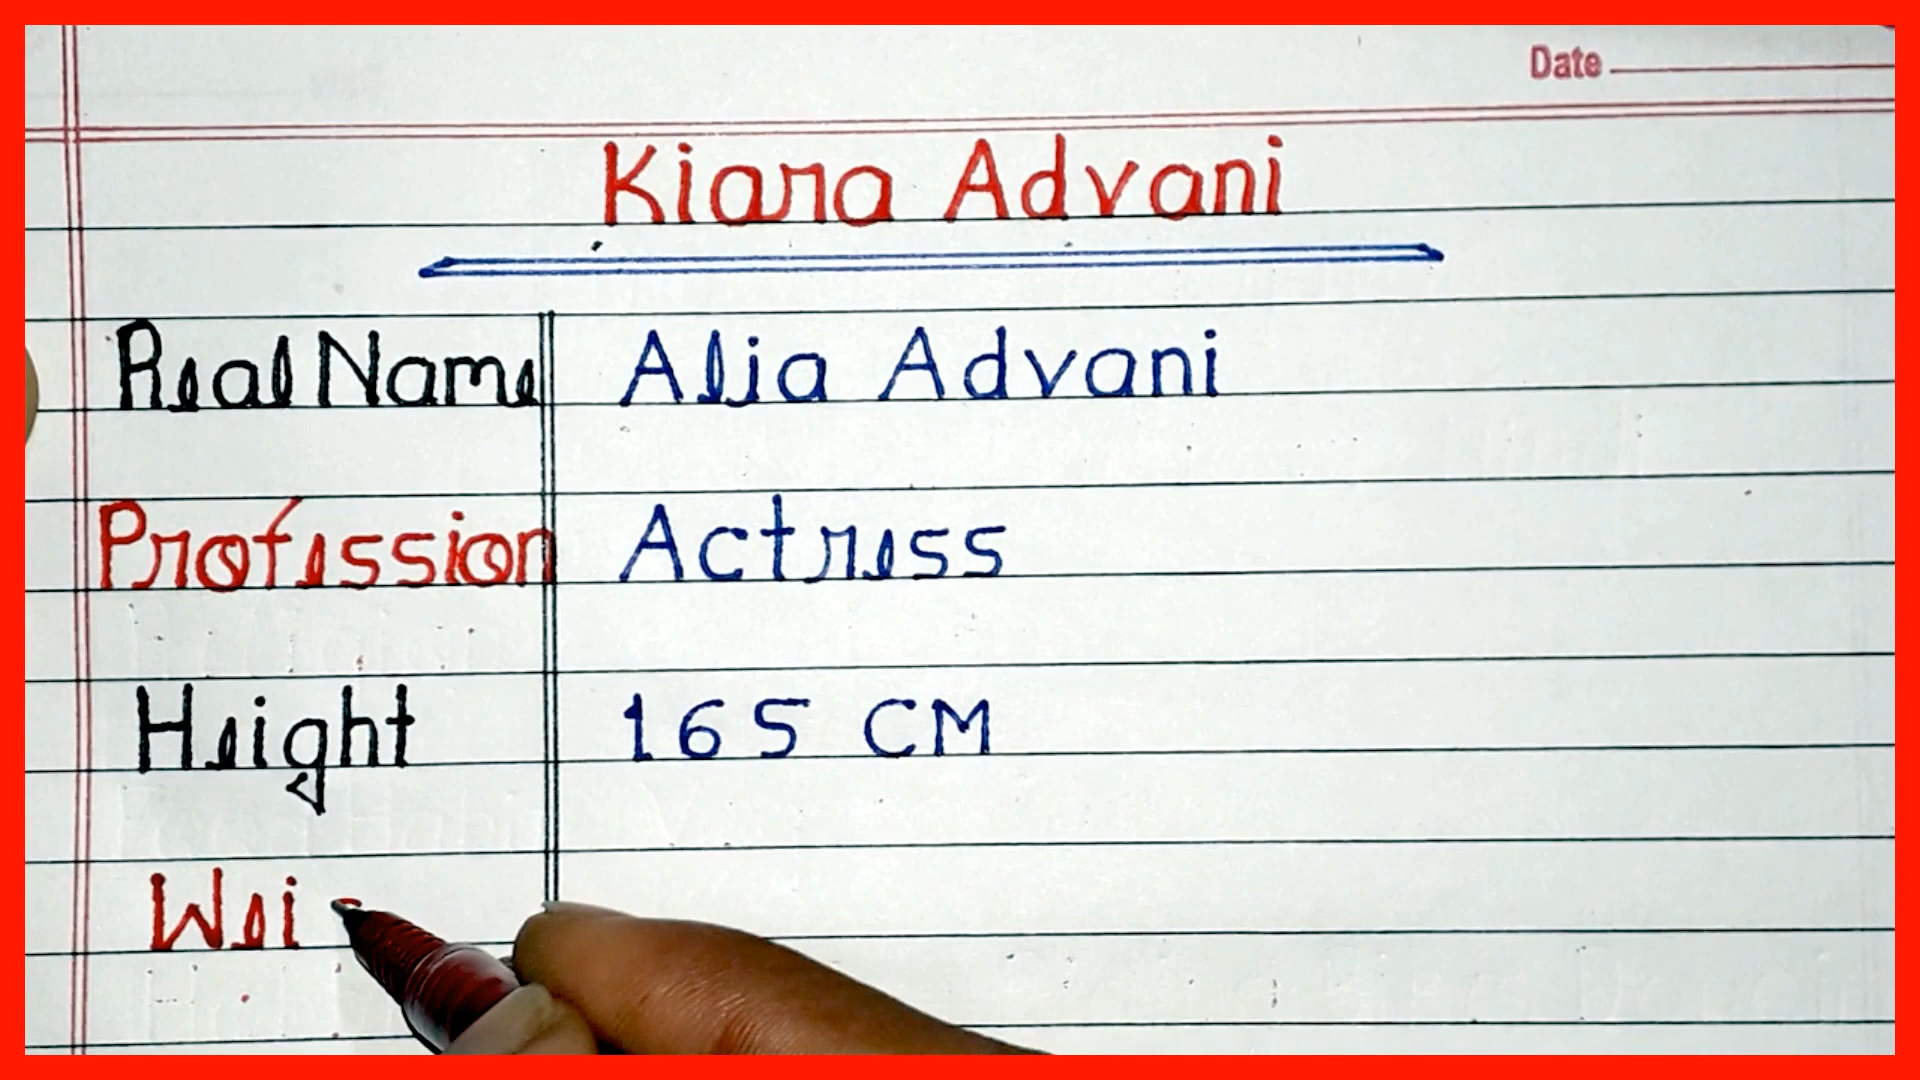 Date
Kiara Advani
Real Name Alia Advani
Profession Actress
Height 165 CM
Wei